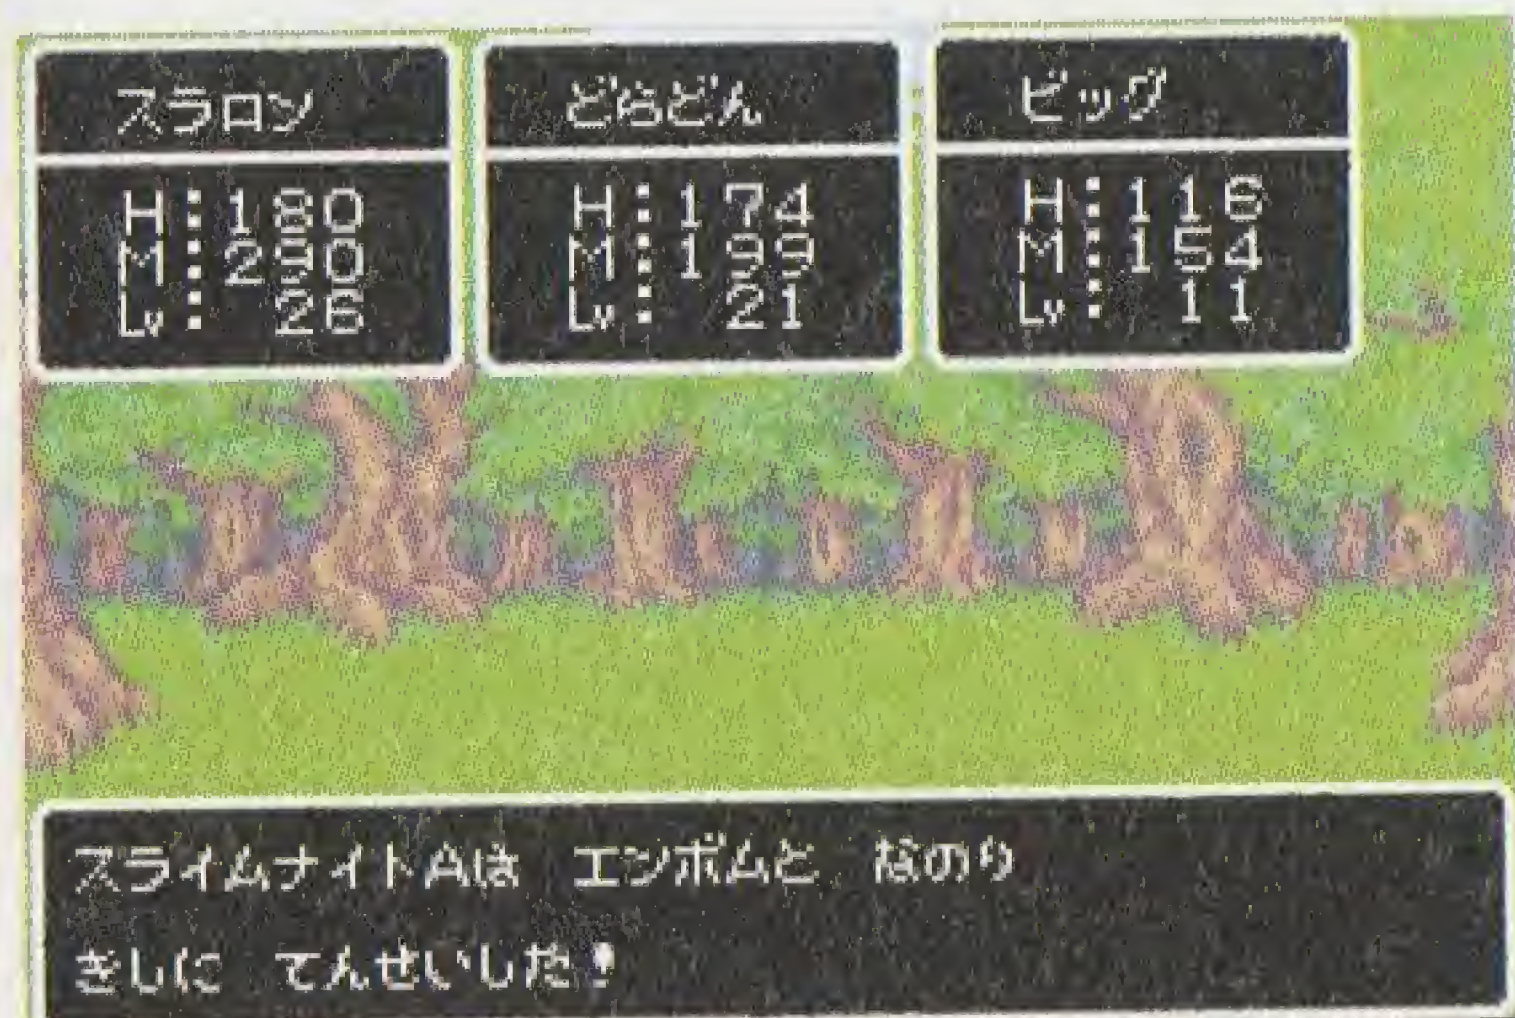 スラロン
H:180
M:290
Lv: 26
どらどん
H:174
M:199
Lv: 21
ビッグ
H:116
M:154
Lv: 11
スライムナイトAは エンボムと なのり
きしに てんせいした!